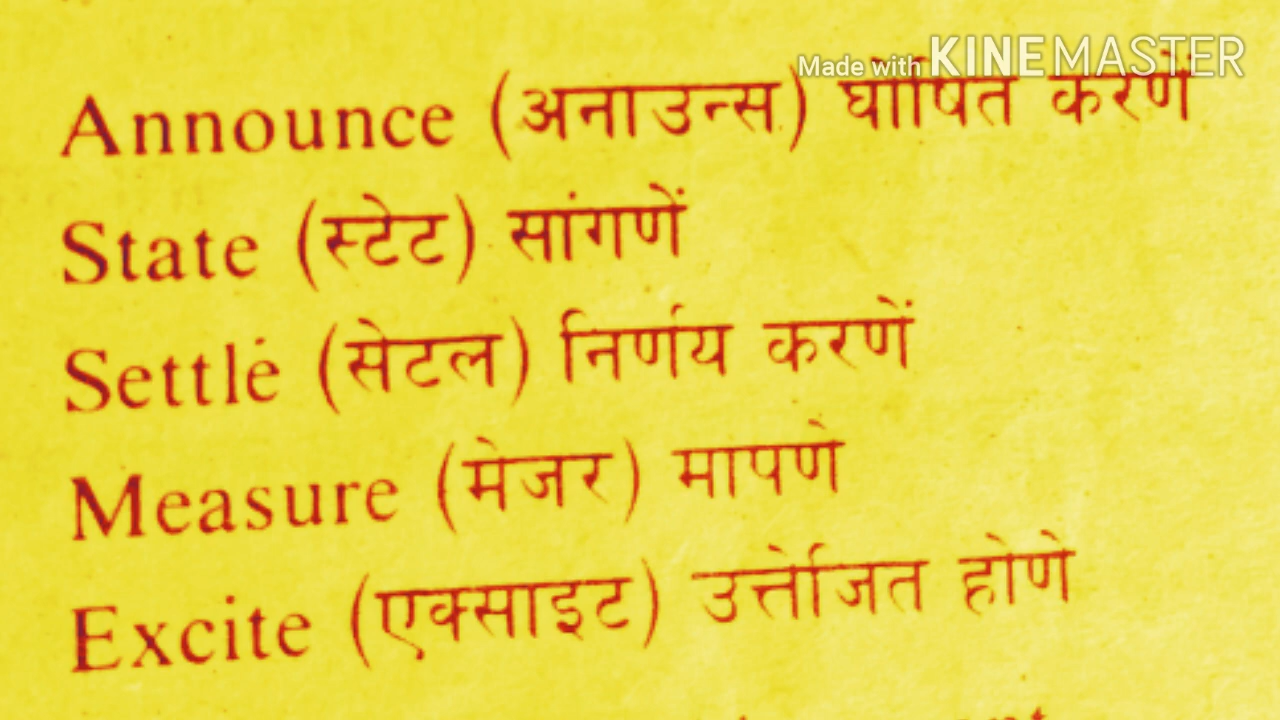 Made with KINEMASTER
Announce (अनाउन्स) घोषित करणें
State (स्टेट) सांगणें
Settle (सेटल) निर्णय करणें
Measure (मेजर) मापणे
Excite (एक्साइट) उत्तेजित होणे